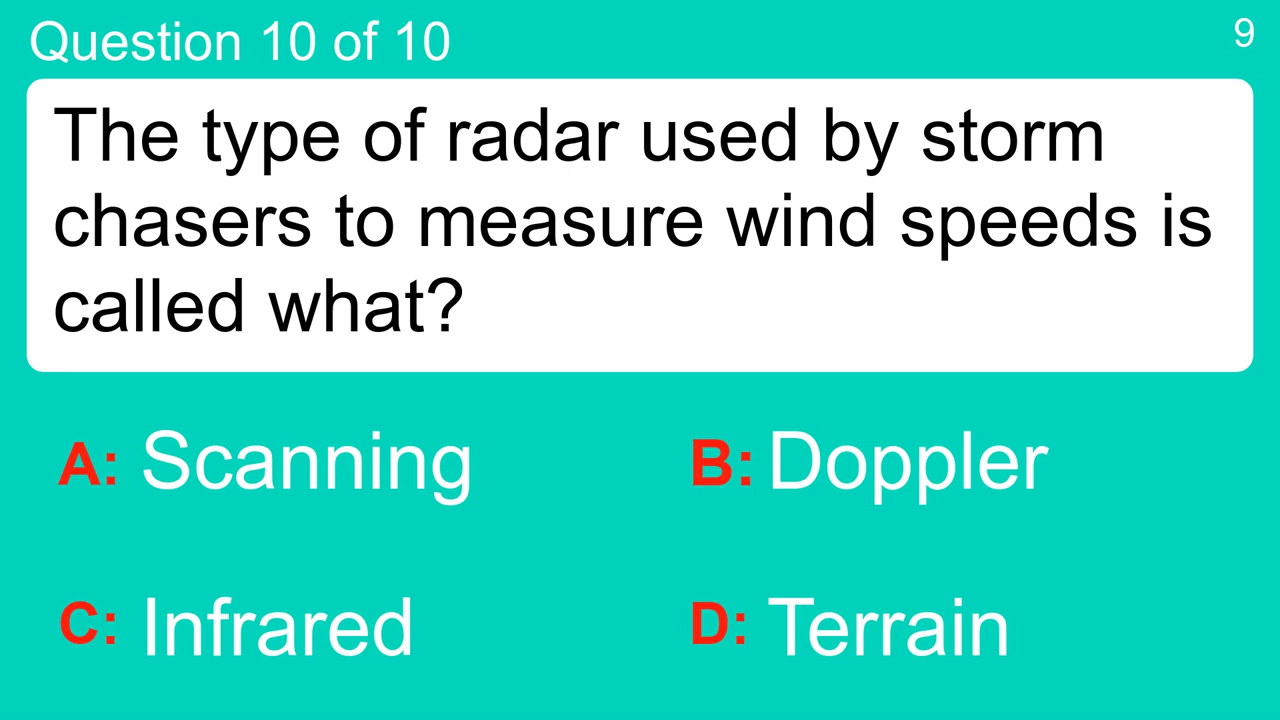 Question 10 of 10
9
The type of radar used by storm
chasers to measure wind speeds is
called what?
A: Scanning
B: Doppler
C: Infrared
D: Terrain